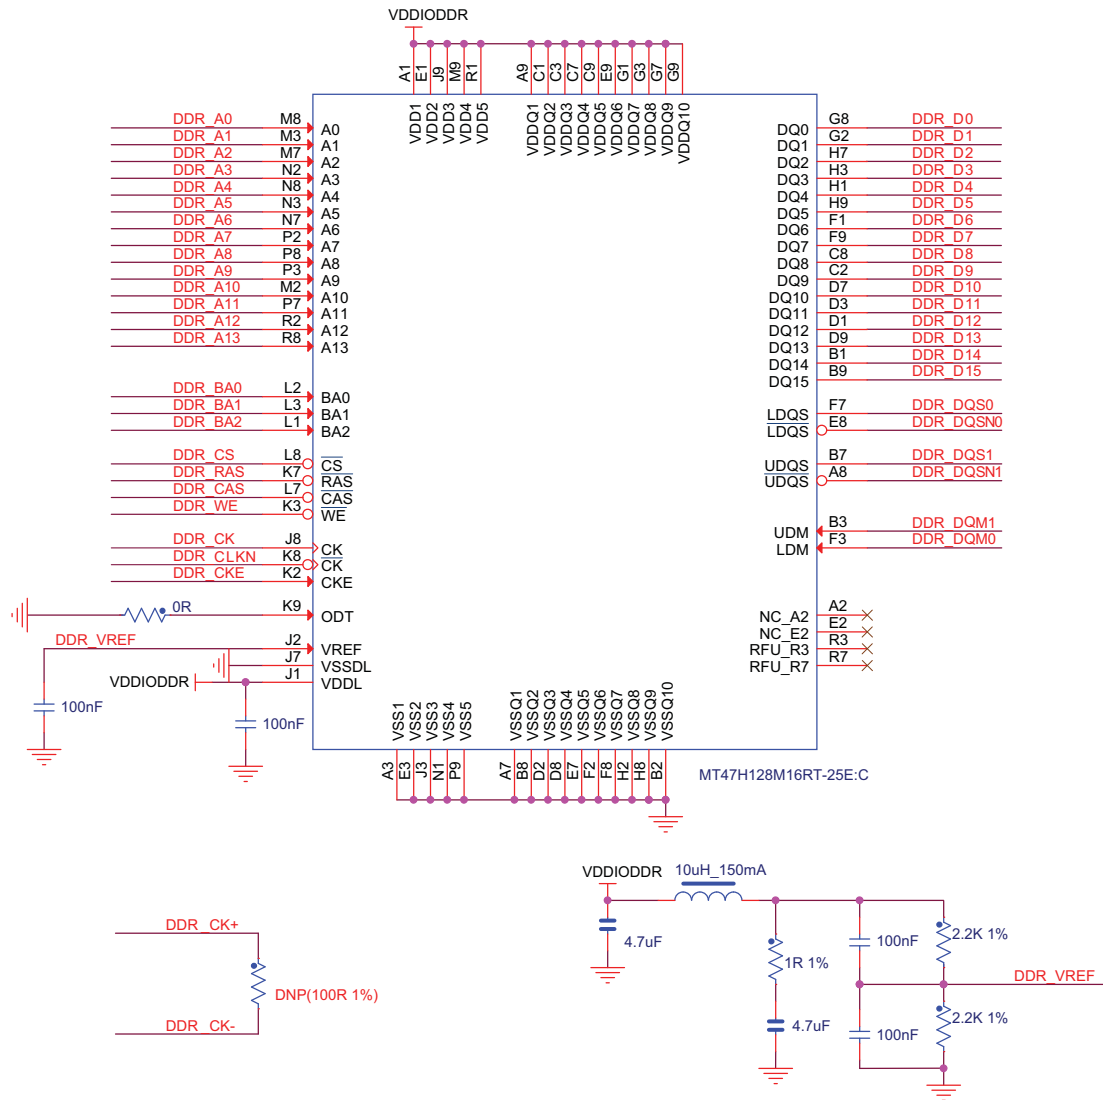 VDDIODDR
A1 E1 J9 M9 R1 A9 C1 C3 C7 C9 E9 G1 G3 G7 G9
VDD1 VDD2 VDD3 VDD4 VDD5 VDDQ1 VDDQ2 VDDQ3 VDDQ4 VDDQ5 VDDQ6 VDDQ7 VDDQ8 VDDQ9 VDDQ10
DDR_A0 M8 A0
DDR_A1 M3 A1
DDR_A2 M7 A2
DDR_A3 N2 A3
DDR_A4 N8 A4
DDR_A5 N3 A5
DDR_A6 N7 A6
DDR_A7 P2 A7
DDR_A8 P8 A8
DDR_A9 P3 A9
DDR_A10 M2 A10
DDR_A11 P7 A11
DDR_A12 R2 A12
DDR_A13 R8 A13
DDR_BA0 L2 BA0
DDR_BA1 L3 BA1
DDR_BA2 L1 BA2
DDR_CS L8 CS
DDR_RAS K7 RAS
DDR_CAS L7 CAS
DDR_WE K3 WE
DDR_CK J8 CK
DDR_CLKN K8 CK
DDR_CKE K2 CKE
0R K9 ODT
DDR_VREF J2 VREF
J7 VSSDL
VDDIODDR J1 VDDL
100nF
100nF
DQ0 G8 DDR_D0
DQ1 G2 DDR_D1
DQ2 H7 DDR_D2
DQ3 H3 DDR_D3
DQ4 H1 DDR_D4
DQ5 H9 DDR_D5
DQ6 F1 DDR_D6
DQ7 F9 DDR_D7
DQ8 C8 DDR_D8
DQ9 C2 DDR_D9
DQ10 D7 DDR_D10
DQ11 D3 DDR_D11
DQ12 D1 DDR_D12
DQ13 D9 DDR_D13
DQ14 B1 DDR_D14
DQ15 B9 DDR_D15
LDQS F7 DDR_DQS0
LDQS E8 DDR_DQSN0
UDQS B7 DDR_DQS1
UDQS A8 DDR_DQSN1
UDM B3 DDR_DQM1
LDM F3 DDR_DQM0
NC_A2 A2
NC_E2 E2
RFU_R3 R3
RFU_R7 R7
VSS1 VSS2 VSS3 VSS4 VSS5 VSSQ1 VSSQ2 VSSQ3 VSSQ4 VSSQ5 VSSQ6 VSSQ7 VSSQ8 VSSQ9 VSSQ10
A3 E3 J3 N1 P9 A7 B8 D2 D8 E7 F2 F8 H2 H8 B2
MT47H128M16RT-25E:C
DDR_CK+
DNP(100R 1%)
DDR_CK-
VDDIODDR
10uH_150mA
4.7uF
1R 1%
4.7uF
100nF
2.2K 1%
DDR_VREF
100nF
2.2K 1%